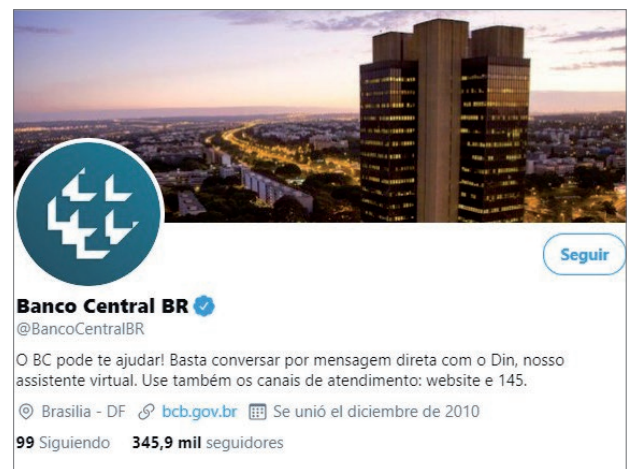 Seguir
Banco Central BR
@BancoCentralBR
O BC pode te ajudar! Basta conversar por mensagem direta com o Din, nosso
assistente virtual. Use também os canais de atendimento: website e 145.
Brasilia - DF bcb.gov.br Se unió el diciembre de 2010
99 Siguiendo 345,9 mil seguidores